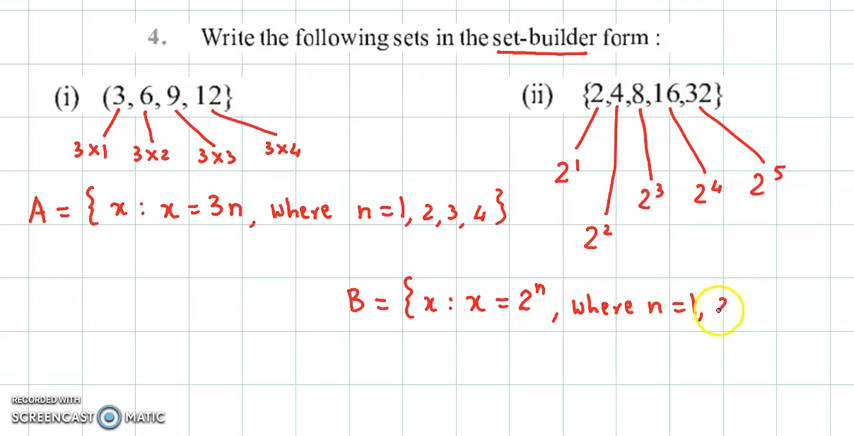 4. Write the following sets in the set-builder form :
(i) (3, 6, 9, 12} (ii) {2,4,8,16,32}
3×1 3×2 3×3 3×4
2¹ 2² 2³ 2⁴ 2⁵
A = { x : x = 3n, where n=1, 2, 3, 4 }
B = { x : x = 2ⁿ, where n=1,
RECORDED WITH
SCREENCAST MATIC